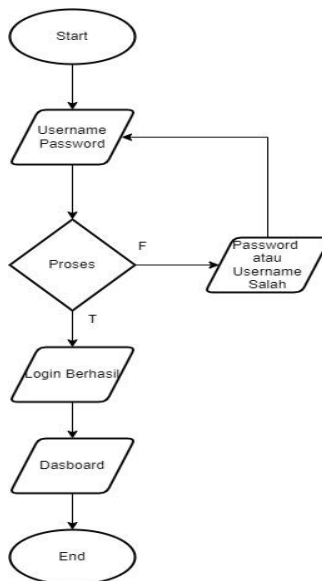 Start
Username
Password
Proses
F
Password
atau
Username
Salah
T
Login Berhasil
Dasboard
End